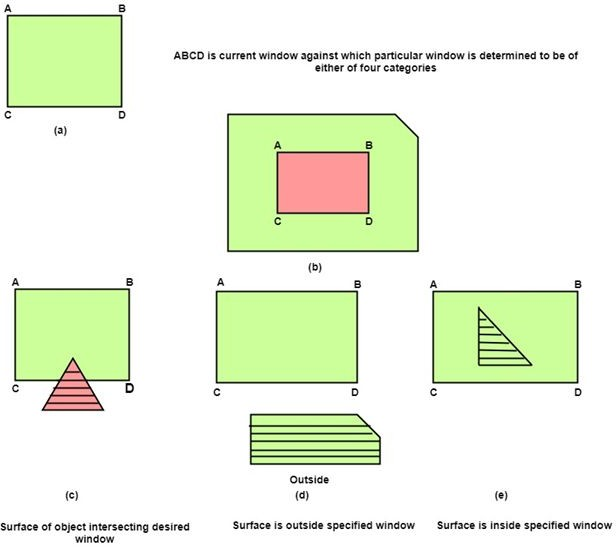 A B
ABCD is current window against which particular window is determined to be of
either of four categories
C D
(a)
A B
C D
(b)
A B
C D
A B
C D
A B
C D
Outside
(c) (d) (e)
Surface of object intersecting desired
window
Surface is outside specified window
Surface is inside specified window